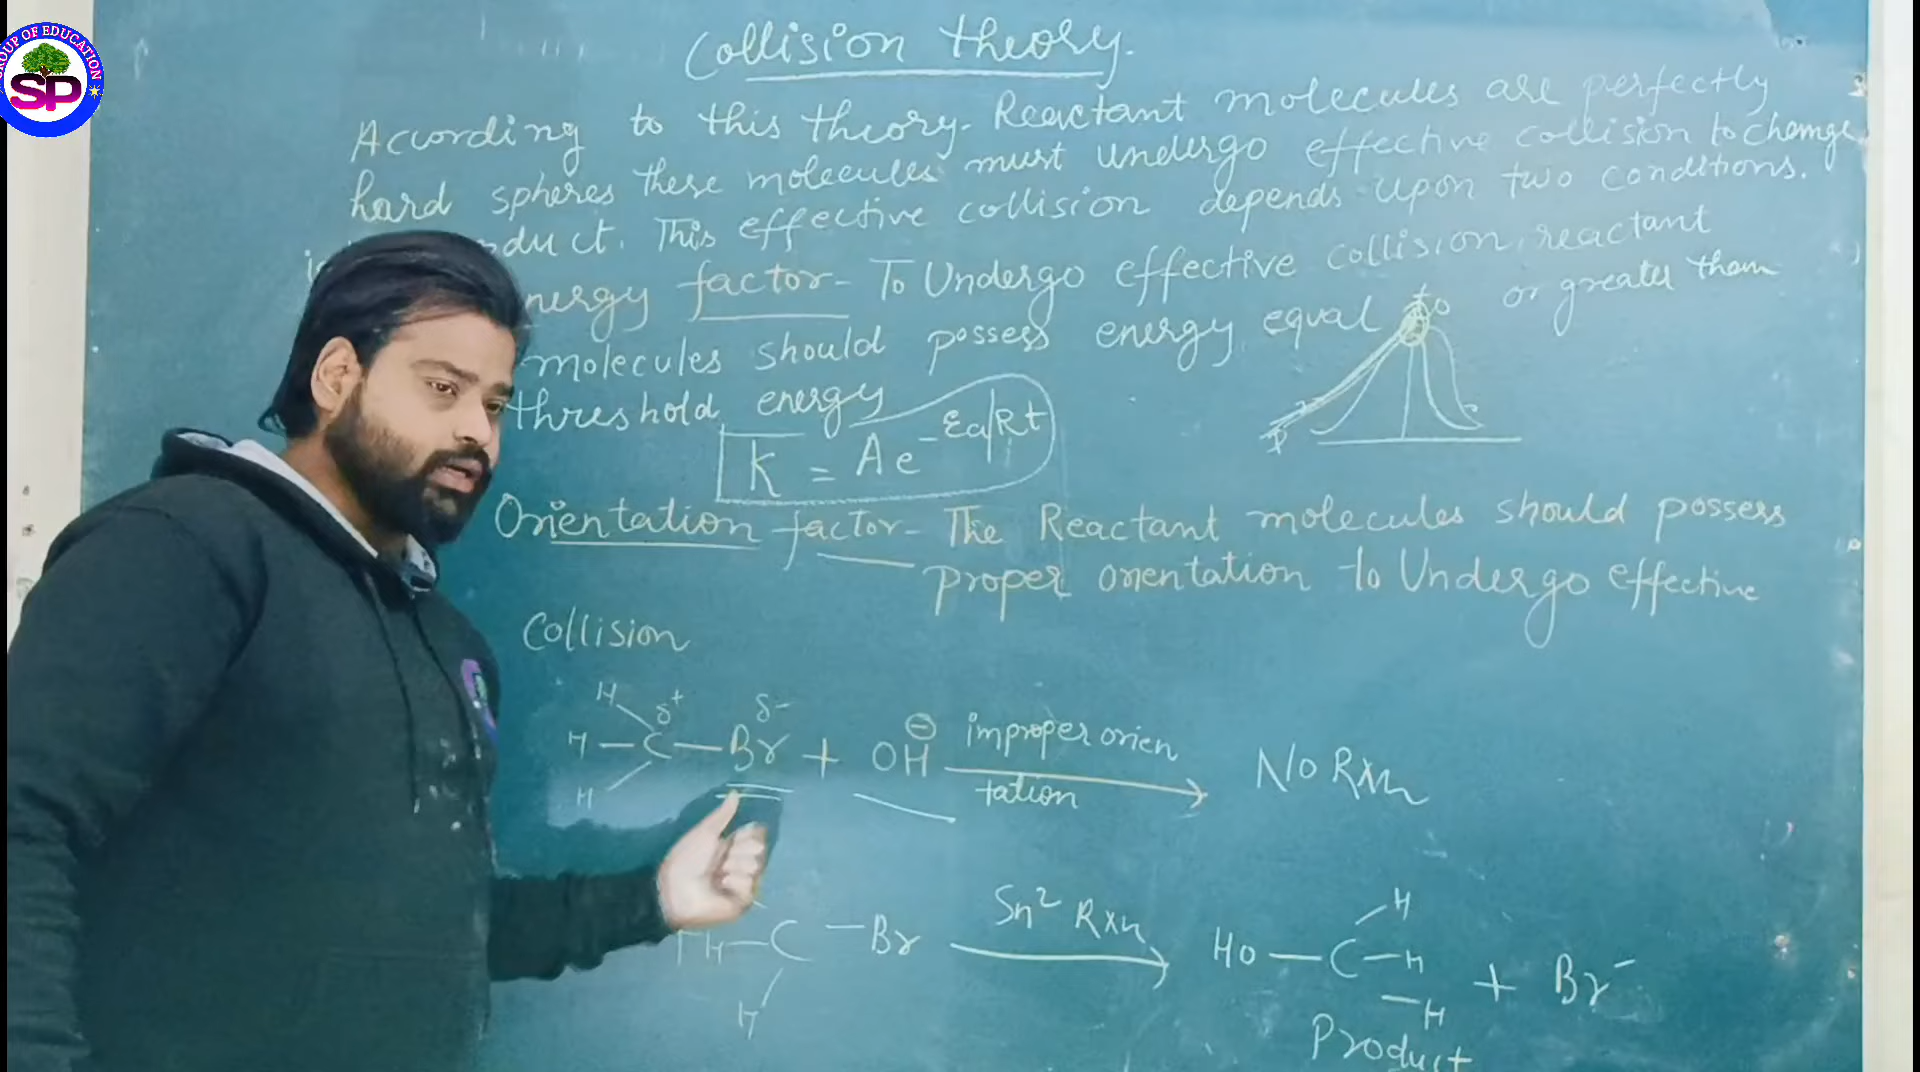 GROUP OF EDUCATION
SP
Collision theory.
According to this theory. Reactant molecules are perfectly
hard spheres these molecules must undergo effective collision to change
duct. This effective collision depends upon two conditions.
nergy factor - To Undergo effective collision, reactant
molecules should possess energy equal or greater than
threshold energy
K = Ae-Ea/Rt
Orientation factor - The Reactant molecules should possess
proper orientation to Undergo effective
Collision
H
δ+ δ-
H - C - Br + OH⊖ improper orien
tation → No Rxn
H
H - C - Br Sn2 Rxn → Ho - C - H + Br-
H
H
H
Product